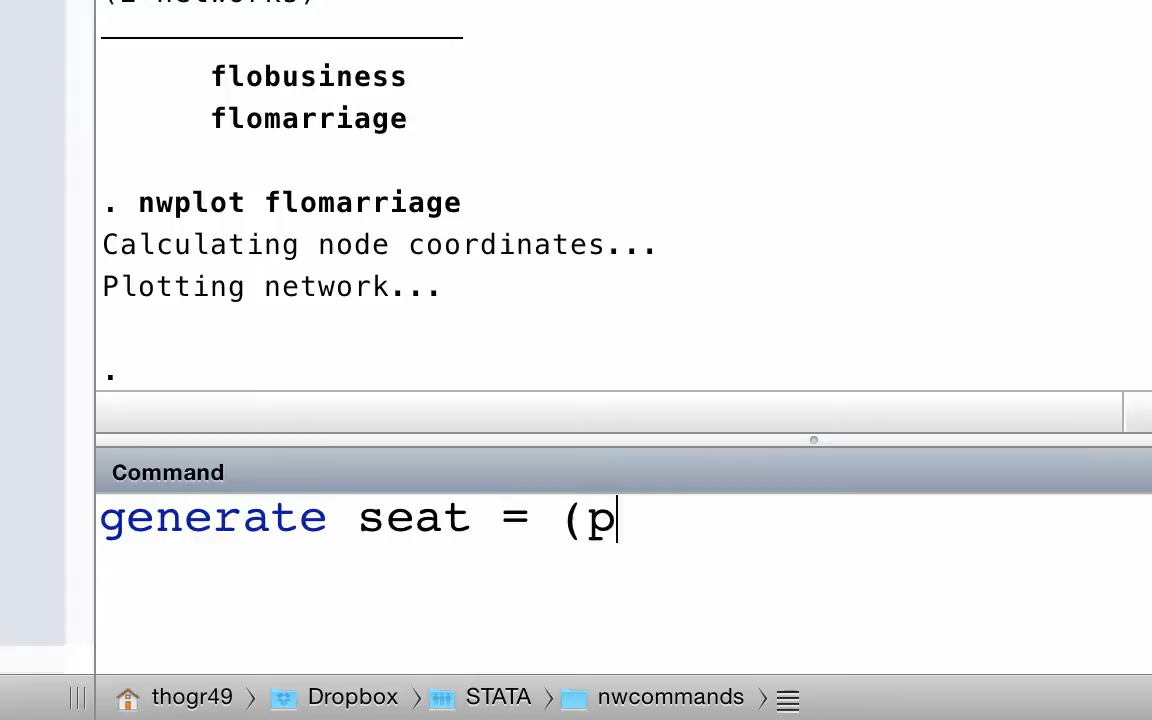 flobusiness
flomarriage
. nwplot flomarriage
Calculating node coordinates...
Plotting network...
.
Command
generate seat = (p
thogr49 Dropbox STATA nwcommands